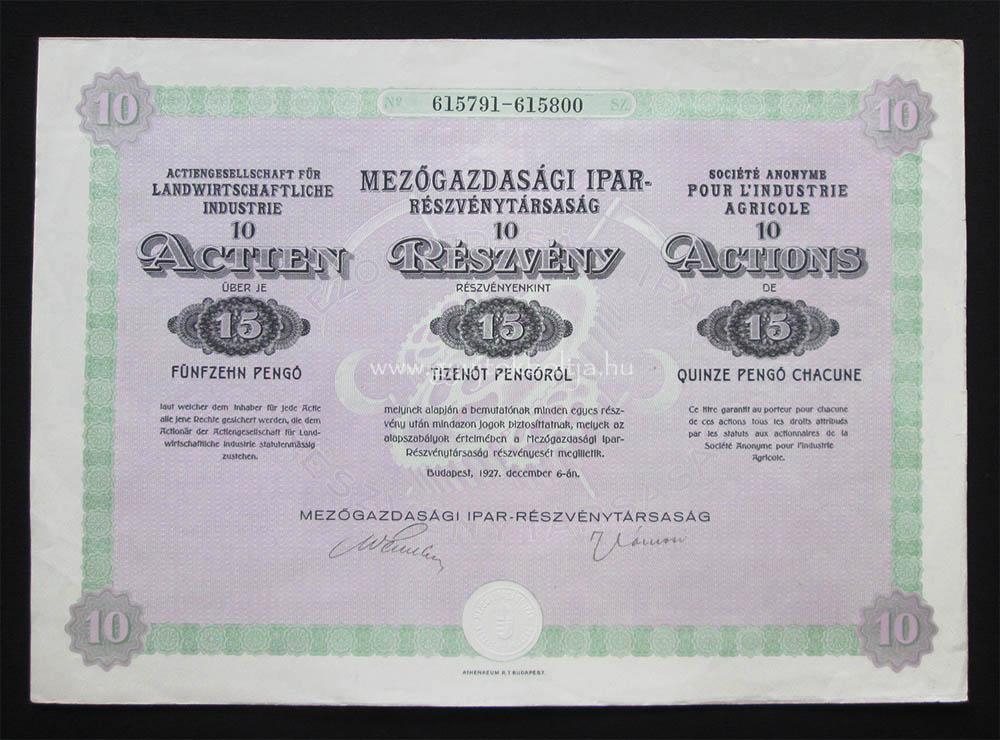 Nº 615791-615800 SZ.
10
10
ACTIENGESELLSCHAFT FÜR
LANDWIRTSCHAFTLICHE
INDUSTRIE
10
ACTIEN
ÜBER JE
15
FÜNFZEHN PENGŐ
laut welcher dem Inhaber für jede Actie
alle jene Rechte gesichert werden, die dem
Actionär der Actiengesellschaft für Land-
wirtschaftliche Industrie statutenmässig
zustehen.
MEZŐGAZDASÁGI IPAR-
RÉSZVÉNYTÁRSASÁG
10
RÉSZVÉNY
RÉSZVÉNYENKINT
15
TIZENÖT PENGŐRŐL
melynek alapján a bemutatónak minden egyes rész-
vény után mindazon jogok biztosíttatnak, melyek az
alapszabályok értelmében a Mezőgazdasági Ipar-
Részvénytársaság részvényesét megilletik.
Budapest, 1927. december 6-án.
SOCIÉTÉ ANONYME
POUR L'INDUSTRIE
AGRICOLE
10
ACTIONS
DE
15
QUINZE PENGŐ CHACUNE
Ce titre garantit au porteur pour chacune
de ces actions tous les droits attribués
par les statuts aux actionnaires de la
Société Anonyme pour l'Industrie
Agricole.
MEZŐGAZDASÁGI IPAR-RÉSZVÉNYTÁRSASÁG
10
10
ATHENAEUM R.T. BUDAPEST.